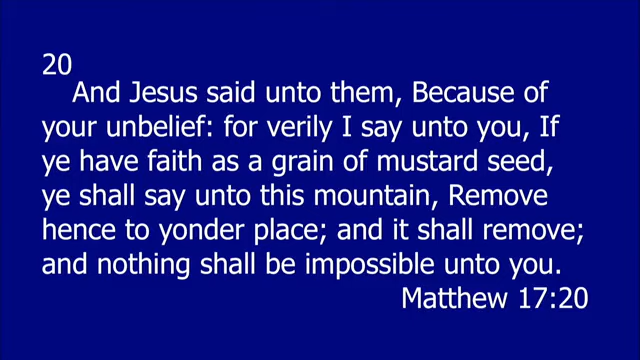 20
And Jesus said unto them, Because of
your unbelief: for verily I say unto you, If
ye have faith as a grain of mustard seed,
ye shall say unto this mountain, Remove
hence to yonder place; and it shall remove;
and nothing shall be impossible unto you.
Matthew 17:20